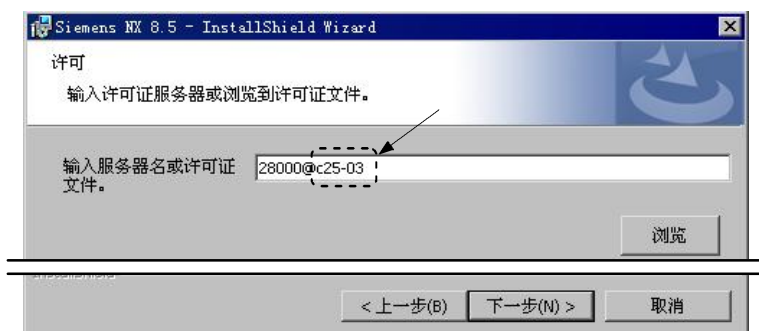 Siemens NX 8.5 - InstallShield Wizard
许可
输入许可证服务器或浏览到许可证文件。
输入服务器名或许可证
文件。
28000@c25-03
浏览
<上一步(B)
下一步(N) >
取消